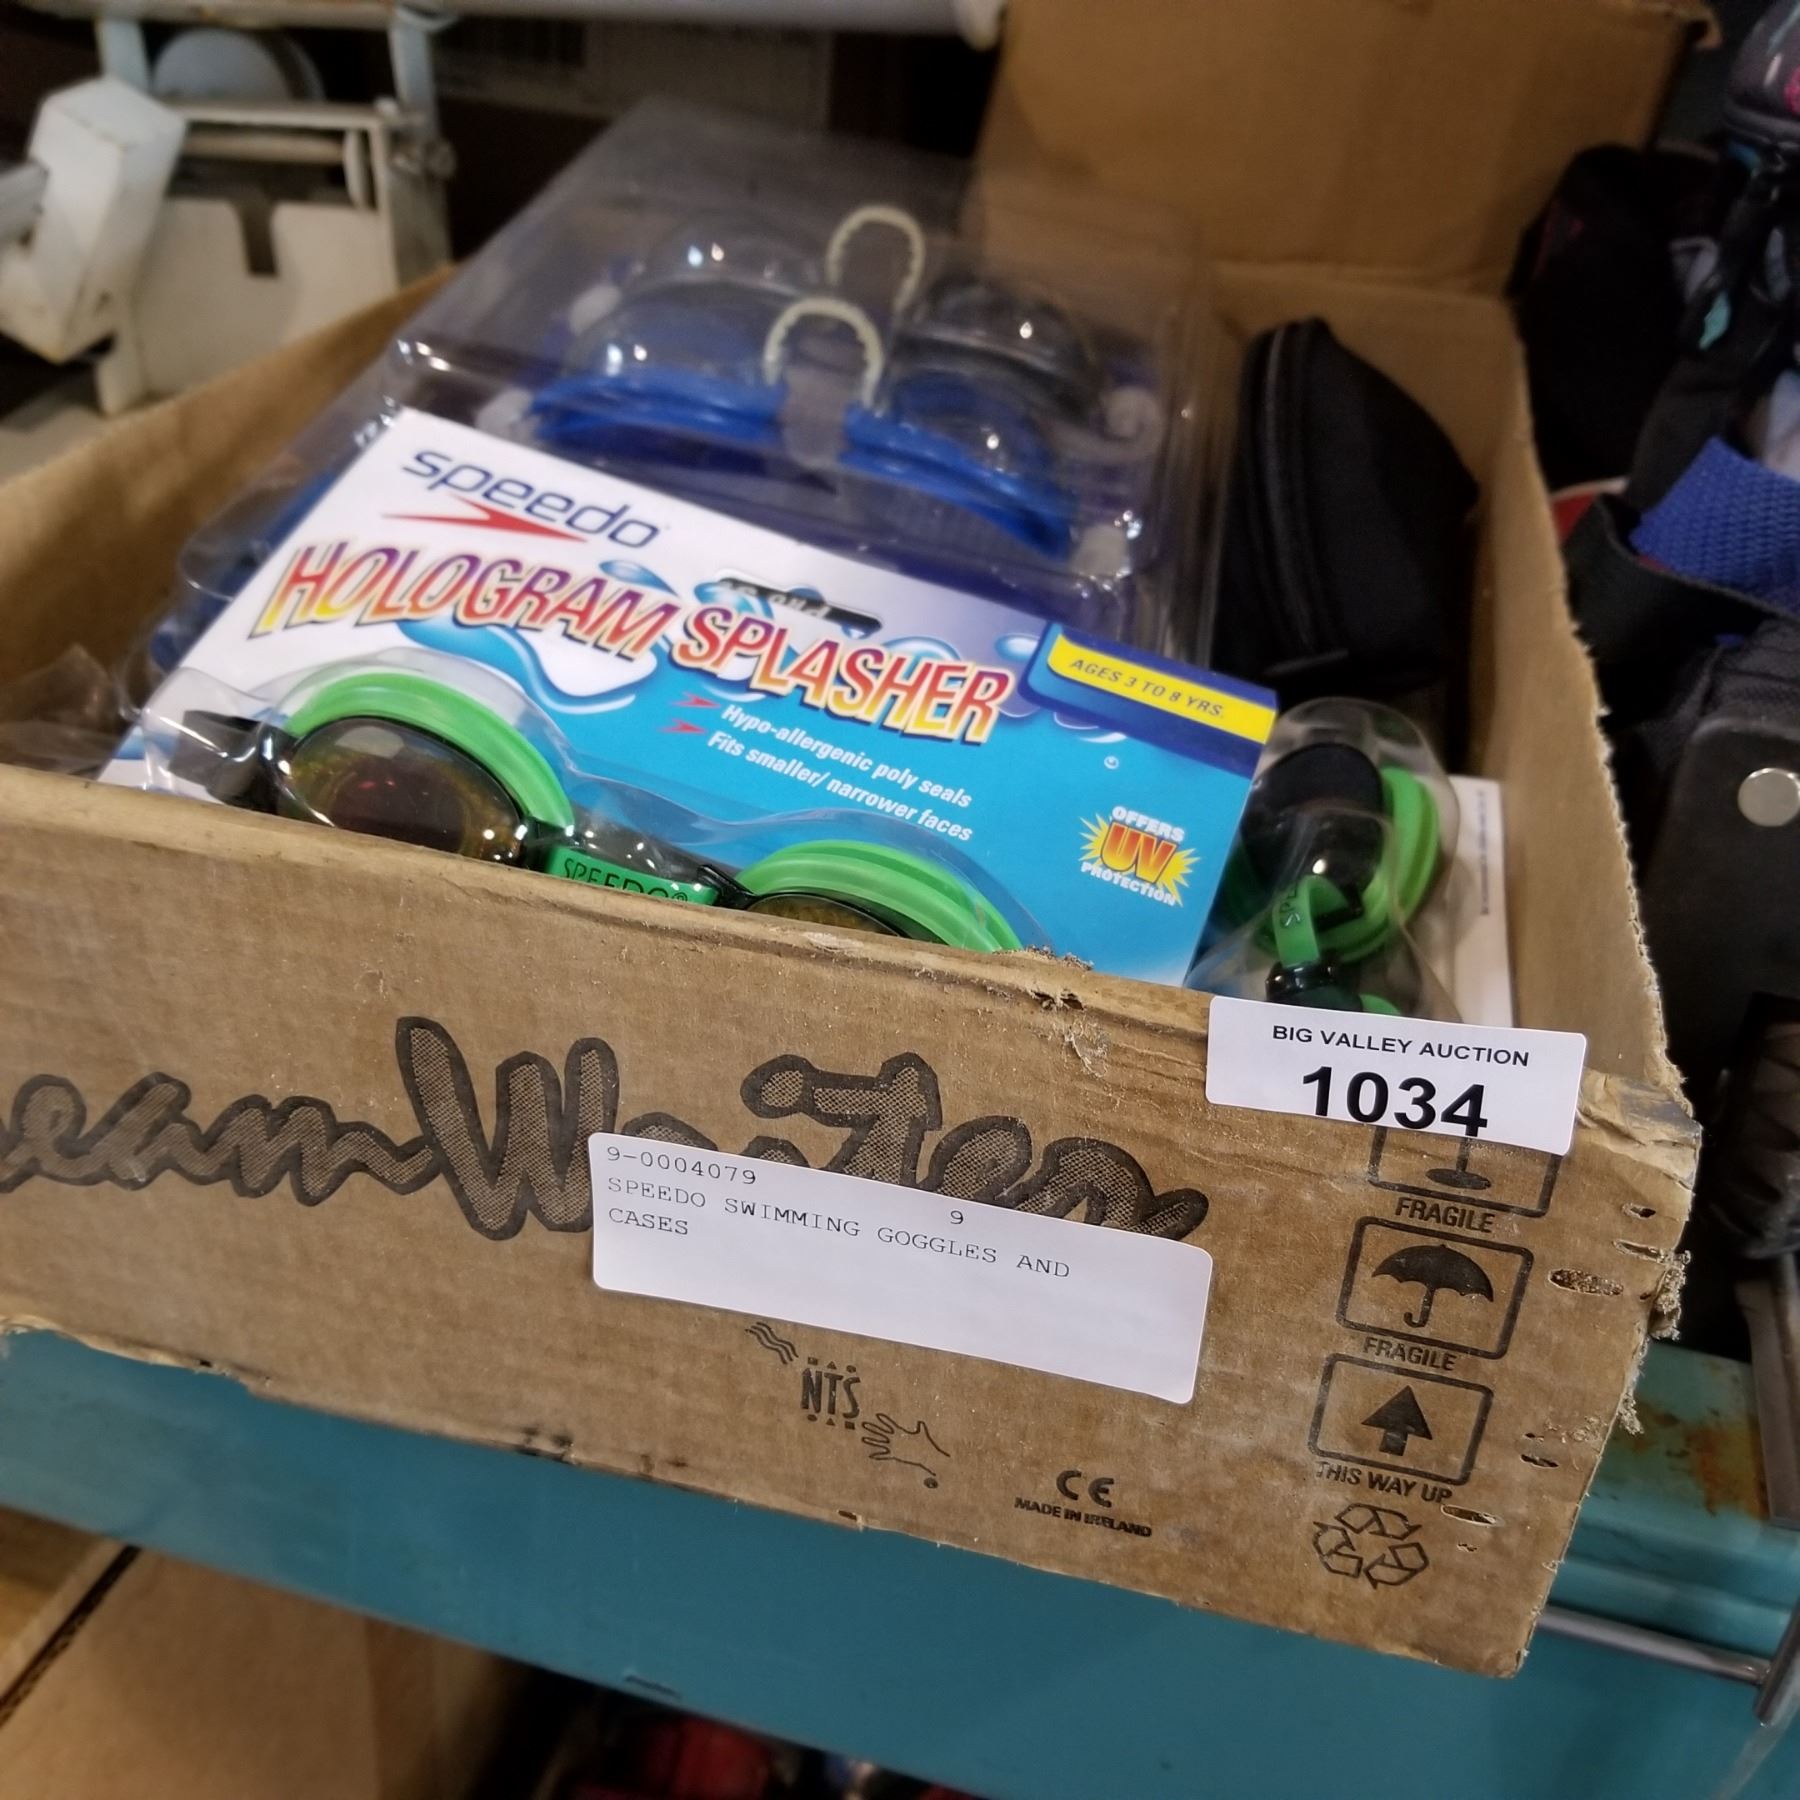 speedo
HOLOGRAM SPLASHER
AGES 3 TO 8 YRS.
Hypo-allergenic poly seals
Fits smaller/narrower faces
OFFERS
UV
PROTECTION
SPEEDO®
BIG VALLEY AUCTION
1034
9-0004079
9
SPEEDO SWIMMING GOGGLES AND
CASES
FRAGILE
FRAGILE
THIS WAY UP
NTS
CE
MADE IN IRELAND